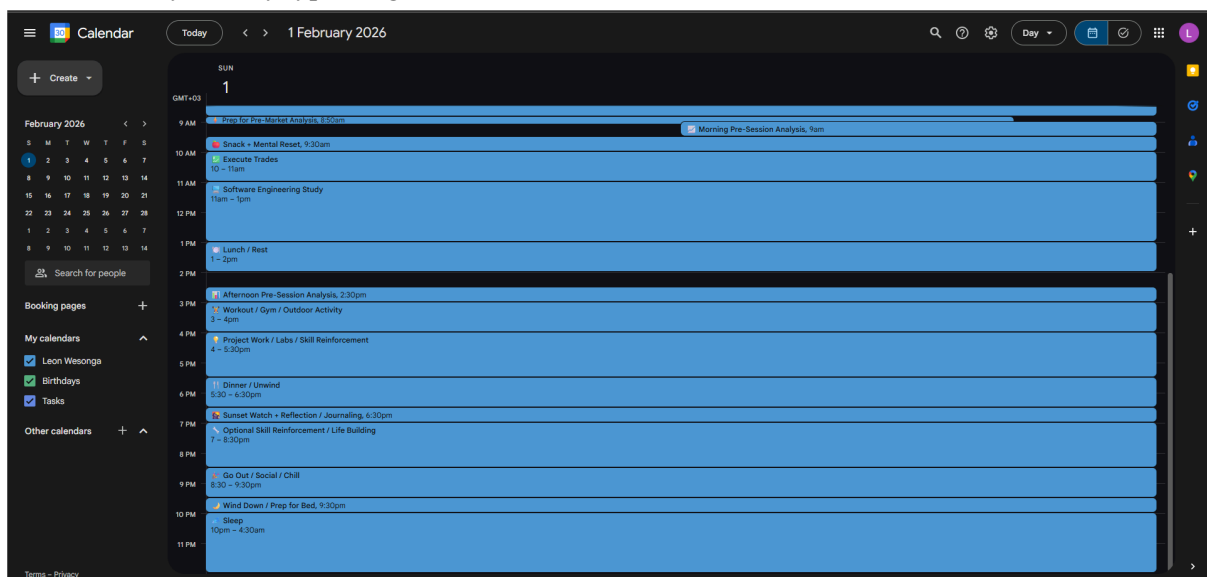 Calendar
Today
1 February 2026
Day
L
Create
SUN
1
GMT+03
February 2026
S M T W T F S
1 2 3 4 5 6 7
8 9 10 11 12 13 14
15 16 17 18 19 20 21
22 23 24 25 26 27 28
1 2 3 4 5 6 7
8 9 10 11 12 13 14
Search for people
Booking pages
My calendars
Leon Wesonga
Birthdays
Tasks
Other calendars
Terms – Privacy
9 AM
Prep for Pre-Market Analysis, 8:50am
Morning Pre-Session Analysis, 9am
Snack + Mental Reset, 9:30am
10 AM
Execute Trades
10 – 11am
11 AM
Software Engineering Study
11am – 1pm
12 PM
1 PM
Lunch / Rest
1 – 2pm
2 PM
Afternoon Pre-Session Analysis, 2:30pm
3 PM
Workout / Gym / Outdoor Activity
3 – 4pm
4 PM
Project Work / Labs / Skill Reinforcement
4 – 5:30pm
5 PM
Dinner / Unwind
5:30 – 6:30pm
6 PM
Sunset Watch + Reflection / Journaling, 6:30pm
7 PM
Optional Skill Reinforcement / Life Building
7 – 8:30pm
8 PM
Go Out / Social / Chill
8:30 – 9:30pm
9 PM
Wind Down / Prep for Bed, 9:30pm
10 PM
Sleep
10pm – 4:30am
11 PM